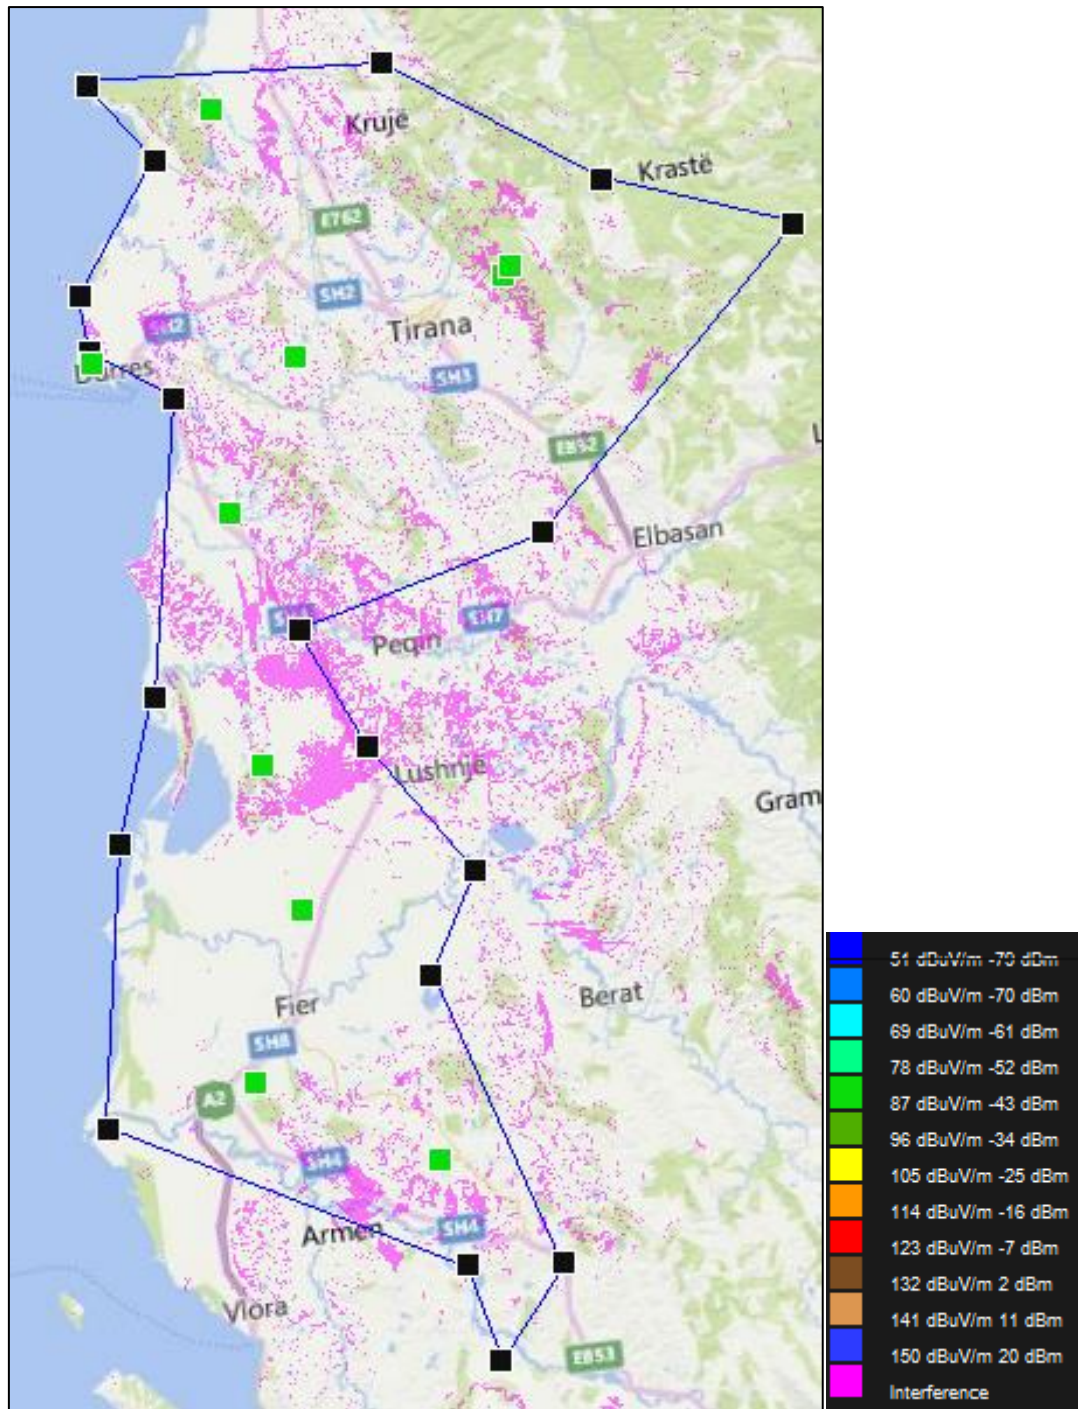 Krujë
Krastë
E762
SH2
SH2
Tirana
Durres
SH3
E852
L
Elbasan
SH7
Peqin
Lushnje
Gram
Berat
Fier
SH8
A2
SH4
Armen
SH4
Vlora
E853
51 dBuV/m -79 dBm
60 dBuV/m -70 dBm
69 dBuV/m -61 dBm
78 dBuV/m -52 dBm
87 dBuV/m -43 dBm
96 dBuV/m -34 dBm
105 dBuV/m -25 dBm
114 dBuV/m -16 dBm
123 dBuV/m -7 dBm
132 dBuV/m 2 dBm
141 dBuV/m 11 dBm
150 dBuV/m 20 dBm
Interference